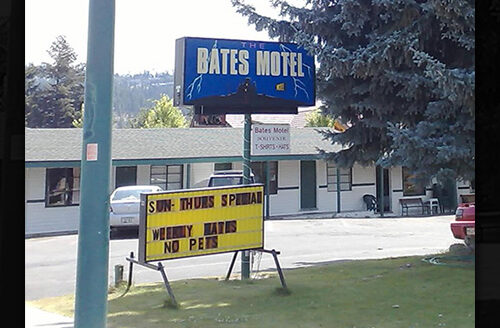 THE
BATES MOTEL
Bates Motel
SOUVENIR
T-SHIRTS • HATS
SUN-THURS SPECIAL
WEEKLY RATES
NO PETS